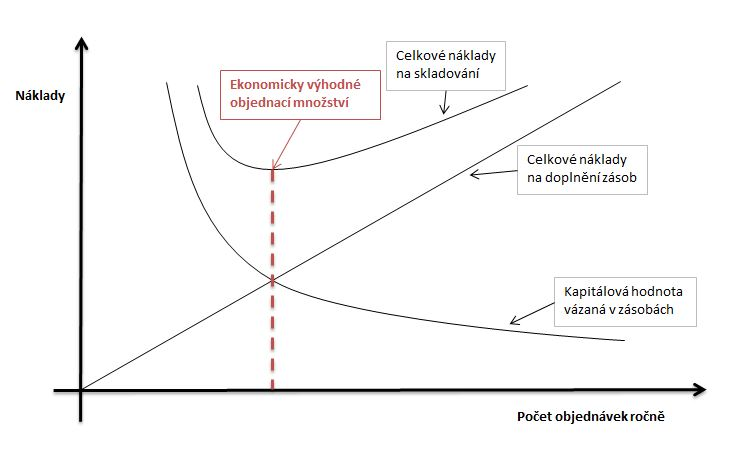 Celkové náklady
na skladování
Ekonomicky výhodné
objednací množství
Náklady
Celkové náklady
na doplnění zásob
Kapitálová hodnota
vázaná v zásobách
Počet objednávek ročně